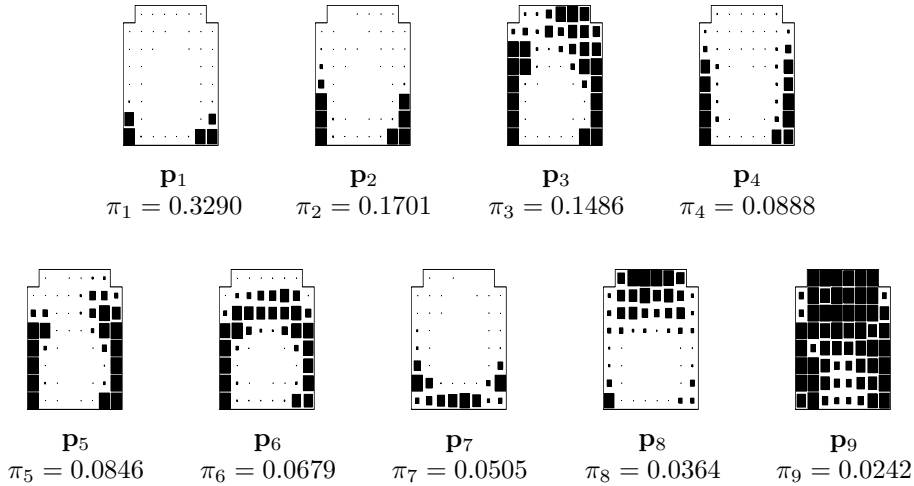 p₁ p₂ p₃ p₄
π₁ = 0.3290 π₂ = 0.1701 π₃ = 0.1486 π₄ = 0.0888
p₅ p₆ p₇ p₈ p₉
π₅ = 0.0846 π₆ = 0.0679 π₇ = 0.0505 π₈ = 0.0364 π₉ = 0.0242